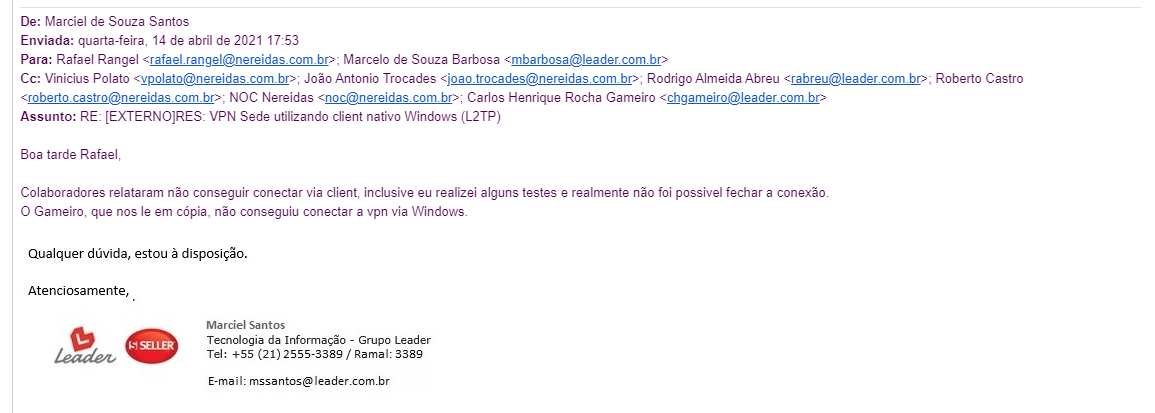 De: Marciel de Souza Santos
Enviada: quarta-feira, 14 de abril de 2021 17:53
Para: Rafael Rangel <rafael.rangel@nereidas.com.br>; Marcelo de Souza Barbosa <mbarbosa@leader.com.br>
Cc: Vinicius Polato <vpolato@nereidas.com.br>; João Antonio Trocades <joao.trocades@nereidas.com.br>; Rodrigo Almeida Abreu <rabreu@leader.com.br>; Roberto Castro
<roberto.castro@nereidas.com.br>; NOC Nereidas <noc@nereidas.com.br>; Carlos Henrique Rocha Gameiro <chgameiro@leader.com.br>
Assunto: RE: [EXTERNO]RES: VPN Sede utilizando client nativo Windows (L2TP)
Boa tarde Rafael,
Colaboradores relataram não conseguir conectar via client, inclusive eu realizei alguns testes e realmente não foi possivel fechar a conexão.
O Gameiro, que nos le em cópia, não conseguiu conectar a vpn via Windows.
Qualquer dúvida, estou à disposição.
Atenciosamente, .
Leader SELLER
Marciel Santos
Tecnologia da Informação - Grupo Leader
Tel: +55 (21) 2555-3389 / Ramal: 3389
E-mail: mssantos@leader.com.br